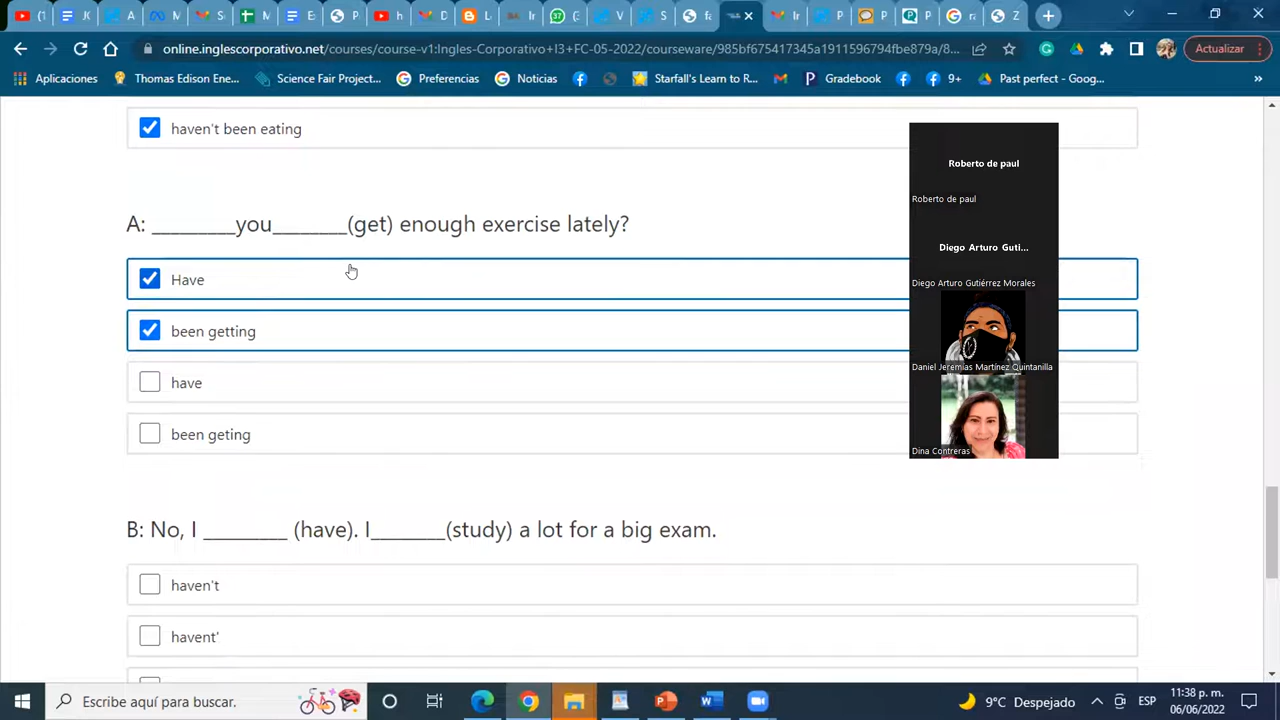 online.inglescorporativo.net/courses/course-v1:Ingles-Corporativo+I3+FC-05-2022/courseware/985bf675417345a1911596794fbe879a/8...
Actualizar
Aplicaciones
Thomas Edison Ene...
Science Fair Project...
Preferencias
Noticias
Starfall's Learn to R...
Gradebook
9+
Past perfect - Goog...
»
haven't been eating
Roberto de paul
Roberto de paul
A: ________you_______(get) enough exercise lately?
Diego Arturo Guti...
Diego Arturo Gutiérrez Morales
Have
been getting
Daniel Jeremias Martínez Quintanilla
have
been geting
Dina Contreras
B: No, I ________ (have). I_______(study) a lot for a big exam.
haven't
havent'
Escribe aquí para buscar.
9°C Despejado
ESP
11:38 p. m.
06/06/2022